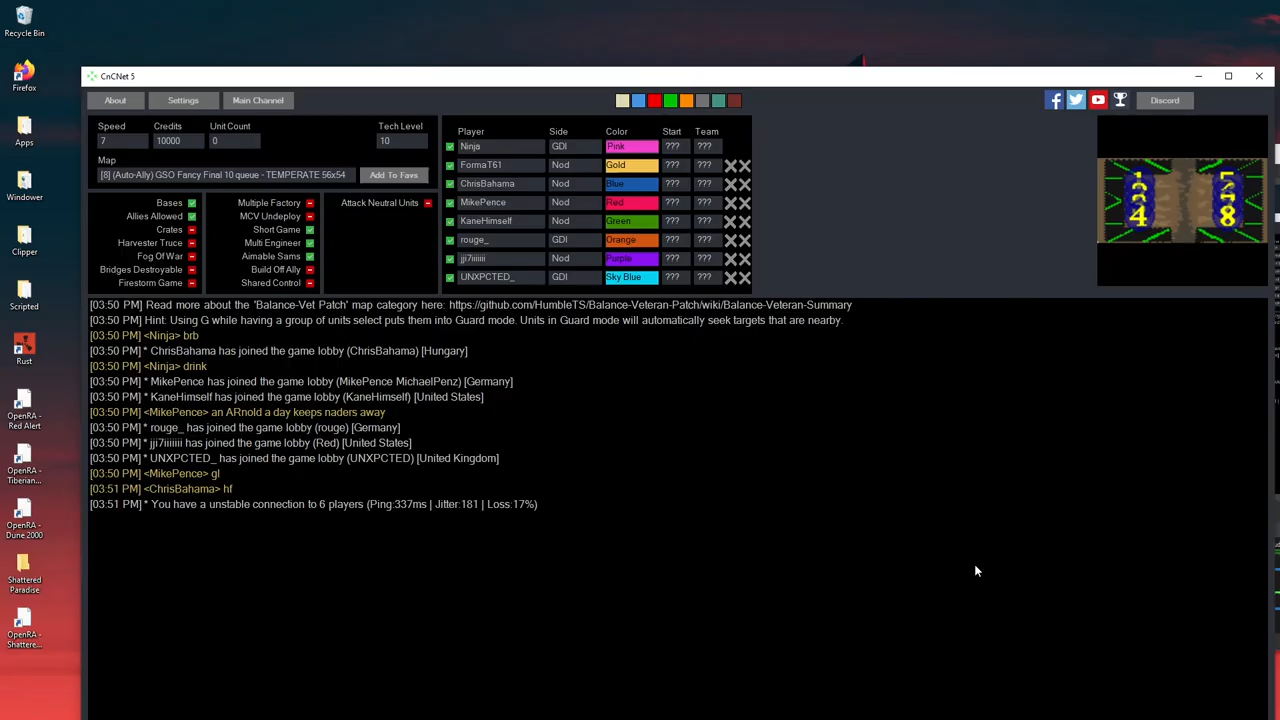 Recycle Bin
Firefox
Apps
Windower
Clipper
Scripted
Rust
OpenRA -
Red Alert
OpenRA -
Tiberian...
OpenRA -
Dune 2000
Shattered
Paradise
OpenRA -
Shattere...
CnCNet 5
About Settings Main Channel
Discord
Speed Credits Unit Count Tech Level
7 10000 0 10
Map
[8] (Auto-Ally) GSO Fancy Final 10 queue - TEMPERATE 56x54 Add To Favs
Bases Multiple Factory Attack Neutral Units
Allies Allowed MCV Undeploy
Crates Short Game
Harvester Truce Multi Engineer
Fog Of War Aimable Sams
Bridges Destroyable Build Off Ally
Firestorm Game Shared Control
Player Side Color Start Team
Ninja GDI Pink ??? ???
FormaT61 Nod Gold ??? ???
ChrisBahama Nod Blue ??? ???
MikePence Nod Red ??? ???
KaneHimself Nod Green ??? ???
rouge_ GDI Orange ??? ???
jji7iiiiiii Nod Purple ??? ???
UNXPCTED_ GDI Sky Blue ??? ???
[03:50 PM] Read more about the 'Balance-Vet Patch' map category here: https://github.com/HumbleTS/Balance-Veteran-Patch/wiki/Balance-Veteran-Summary
[03:50 PM] Hint: Using G while having a group of units select puts them into Guard mode. Units in Guard mode will automatically seek targets that are nearby.
[03:50 PM] <Ninja> brb
[03:50 PM] * ChrisBahama has joined the game lobby (ChrisBahama) [Hungary]
[03:50 PM] <Ninja> drink
[03:50 PM] * MikePence has joined the game lobby (MikePence MichaelPenz) [Germany]
[03:50 PM] * KaneHimself has joined the game lobby (KaneHimself) [United States]
[03:50 PM] <MikePence> an ARnold a day keeps naders away
[03:50 PM] * rouge_ has joined the game lobby (rouge) [Germany]
[03:50 PM] * jji7iiiiiii has joined the game lobby (Red) [United States]
[03:50 PM] * UNXPCTED_ has joined the game lobby (UNXPCTED) [United Kingdom]
[03:50 PM] <MikePence> gl
[03:51 PM] <ChrisBahama> hf
[03:51 PM] * You have a unstable connection to 6 players (Ping:337ms | Jitter:181 | Loss:17%)